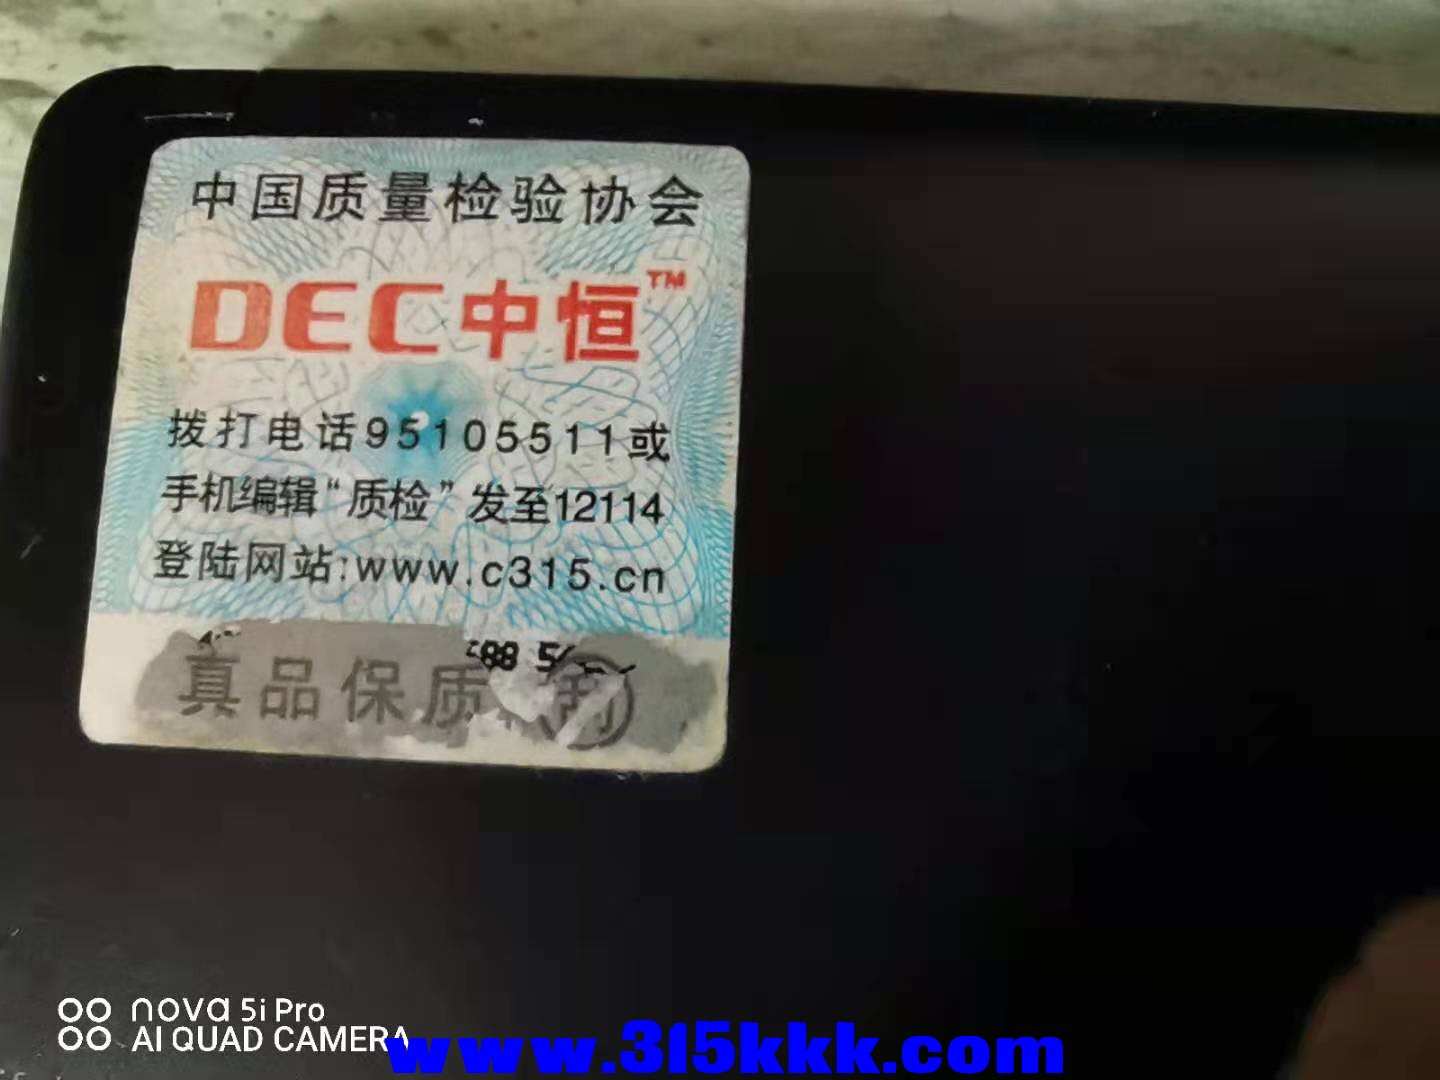 中国质量检验协会
DEC中恒™
拨打电话95105511或
手机编辑“质检”发至12114
登陆网站:www.c315.cn
88 5
真品保质
刮
nova 5i Pro
AI QUAD CAMERA
www.315kkk.com